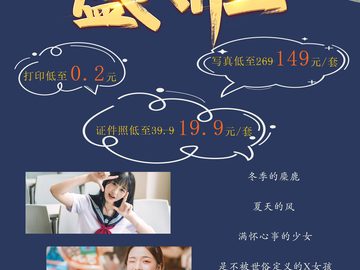 写真低至269 149元/套
打印低至 0.2元
证件照低至39.9 19.9元/套
冬季的麋鹿
夏天的风
满怀心事的少女
是不被世俗定义的X女孩